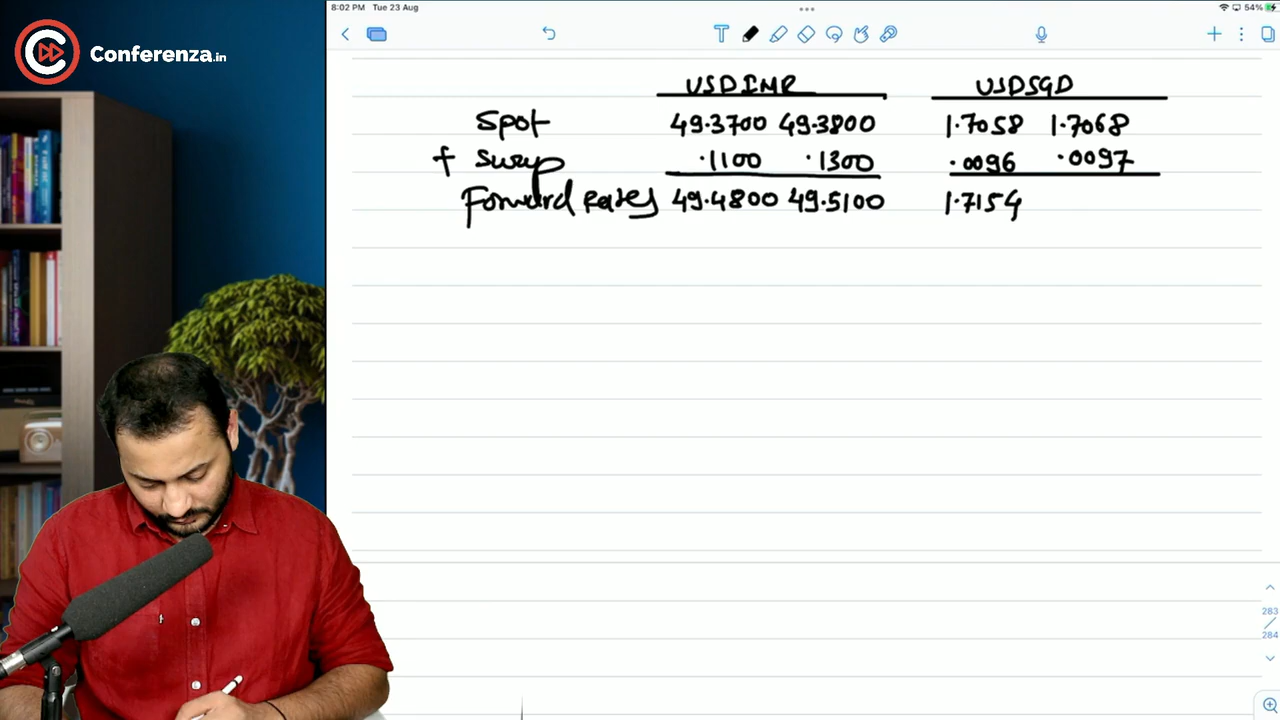 8:02 PM Tue 23 Aug
54%
Conferenza.in
USDINR USDSGD
Spot 49.3700 49.3800 1.7058 1.7068
+ Swap .1100 .1300 .0096 .0097
Forward Rates 49.4800 49.5100 1.7154
283
284